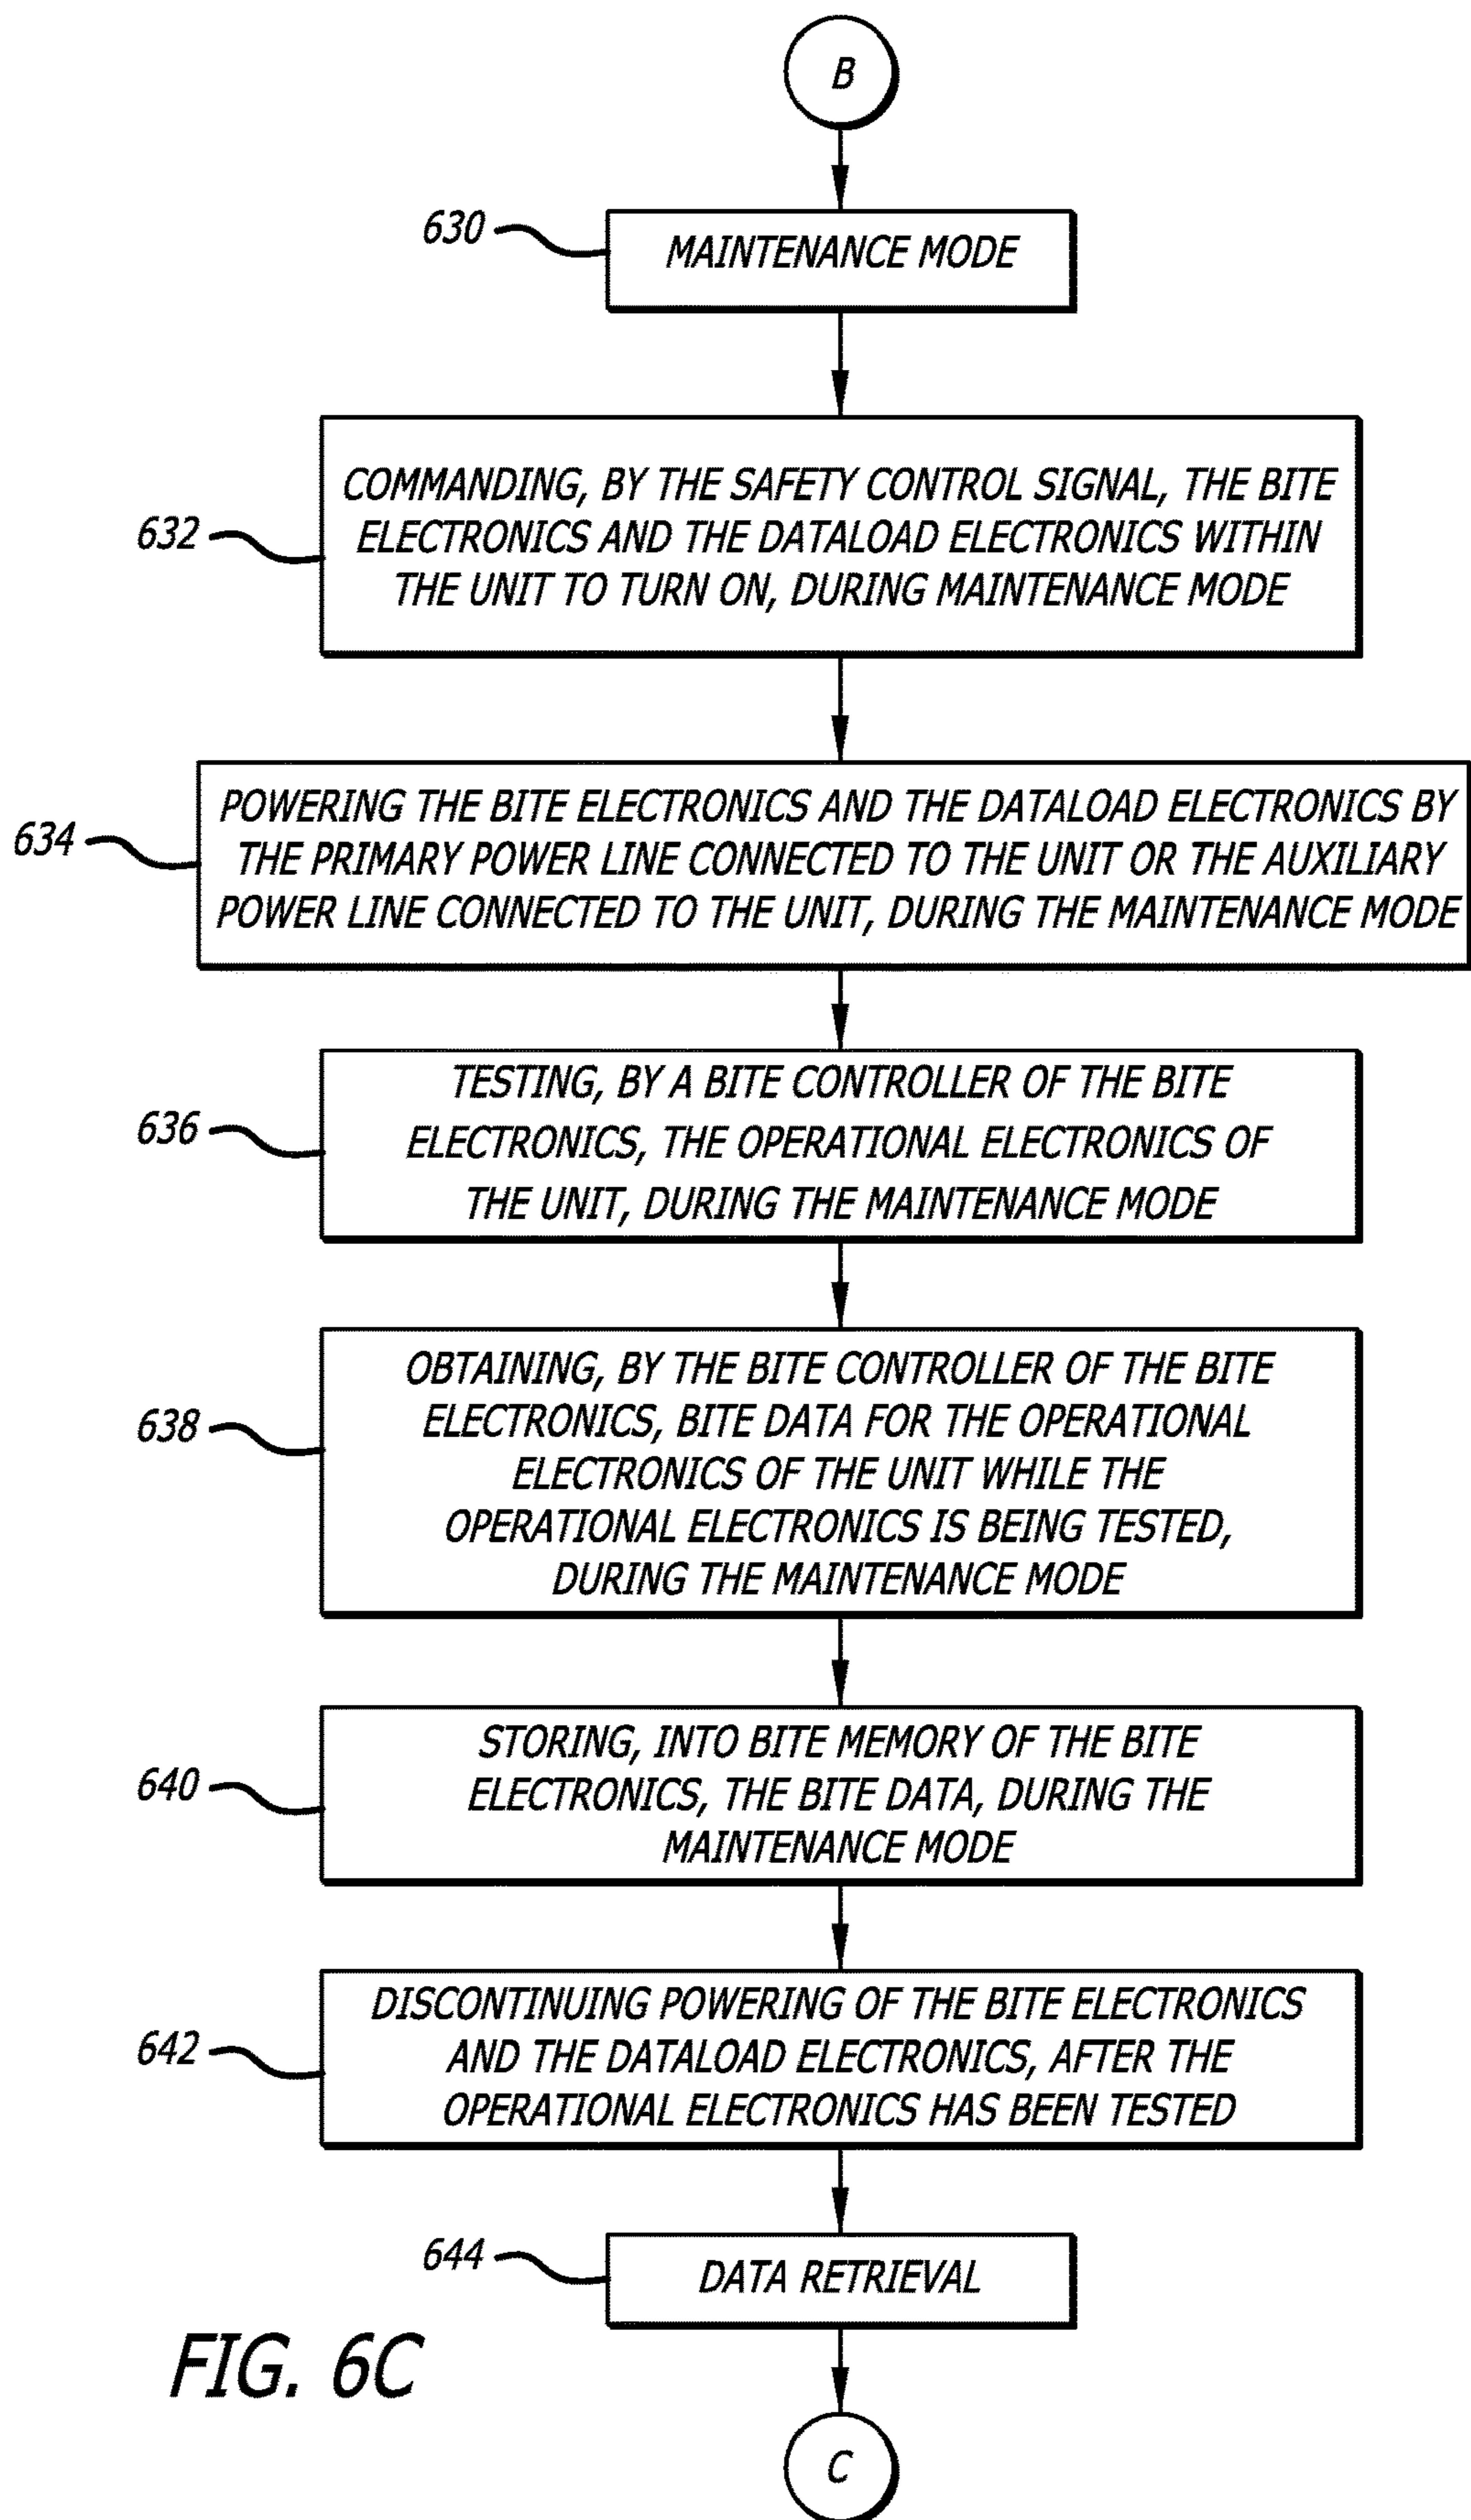 B
630
MAINTENANCE MODE
632
COMMANDING, BY THE SAFETY CONTROL SIGNAL, THE BITE
ELECTRONICS AND THE DATALOAD ELECTRONICS WITHIN
THE UNIT TO TURN ON, DURING MAINTENANCE MODE
634
POWERING THE BITE ELECTRONICS AND THE DATALOAD ELECTRONICS BY
THE PRIMARY POWER LINE CONNECTED TO THE UNIT OR THE AUXILIARY
POWER LINE CONNECTED TO THE UNIT, DURING THE MAINTENANCE MODE
636
TESTING, BY A BITE CONTROLLER OF THE BITE
ELECTRONICS, THE OPERATIONAL ELECTRONICS OF
THE UNIT, DURING THE MAINTENANCE MODE
638
OBTAINING, BY THE BITE CONTROLLER OF THE BITE
ELECTRONICS, BITE DATA FOR THE OPERATIONAL
ELECTRONICS OF THE UNIT WHILE THE
OPERATIONAL ELECTRONICS IS BEING TESTED,
DURING THE MAINTENANCE MODE
640
STORING, INTO BITE MEMORY OF THE BITE
ELECTRONICS, THE BITE DATA, DURING THE
MAINTENANCE MODE
642
DISCONTINUING POWERING OF THE BITE ELECTRONICS
AND THE DATALOAD ELECTRONICS, AFTER THE
OPERATIONAL ELECTRONICS HAS BEEN TESTED
644
DATA RETRIEVAL
FIG. 6C
C